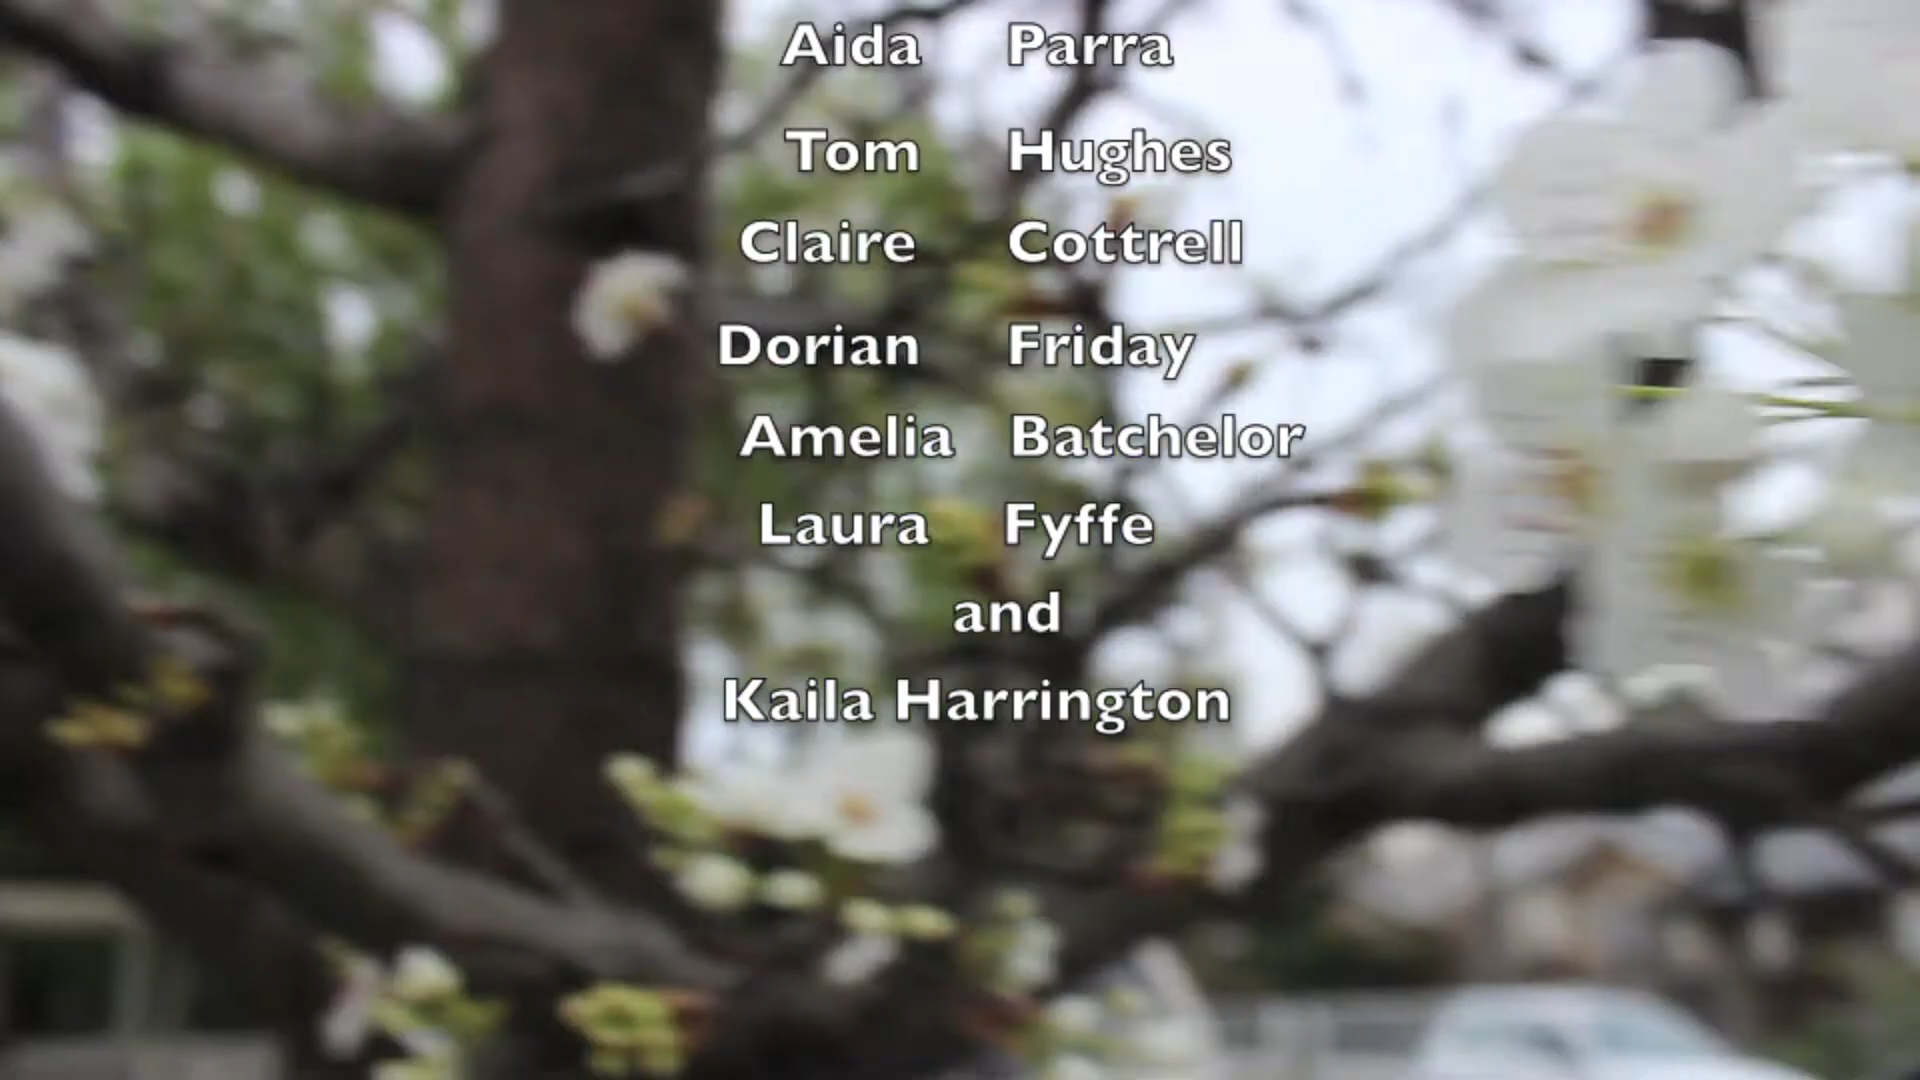 Aida Parra
Tom Hughes
Claire Cottrell
Dorian Friday
Amelia Batchelor
Laura Fyffe
and
Kaila Harrington